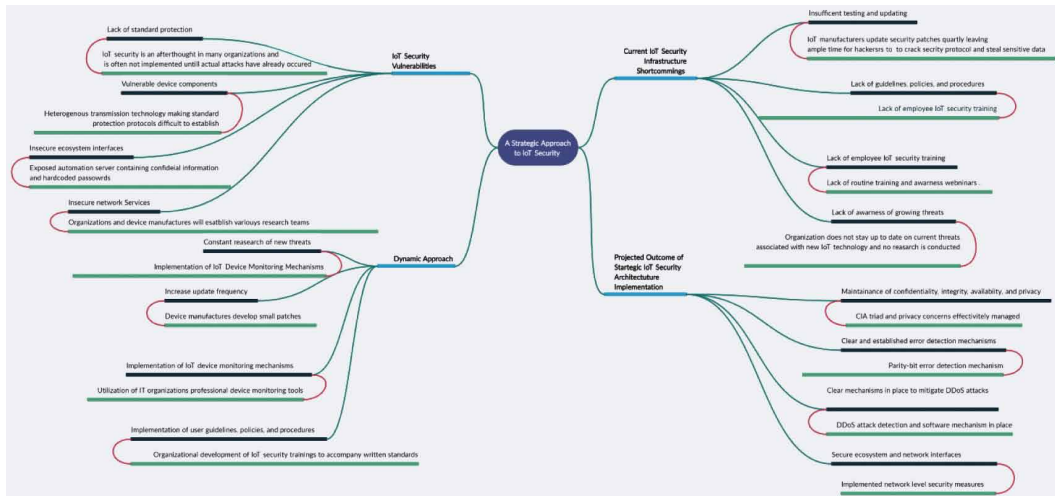 A Strategic Approach
to IoT Security
IoT Security
Vulnerabilities
Lack of standard protection
IoT security is an afterthought in many organizations and
is often not implemented untuil actual attacks have already occured
Vulnerable device components
Heterogenous transmission technology making standard
protection protocols difficult to establish
Insecure ecosystem interfaces
Exposed automation server containing confideial information
and hardcoded passowrds
Insecure network Services
Organizations and device manufactures will esatblish variouys research teams
Dynamic Approach
Constant reasearch of new threats
Implementation of IoT Device Monitoring Mechanisms
Increase update frequency
Device manufactures develop small patches
Implementation of IoT device monitoring mechanisms
Utilization of IT organizations professional device monitoring tools
Implementation of user guidelines, policies, and procedures
Organizational development of IoT security trainings to accompany written standards
Current IoT Security
Infrastructure
Shortcommings
Insufficent testing and updating
IoT manufacturers update security patches quartly leaving
ample time for hackersrs to to crack secrity protocol and steal sensitive data
Lack of guidelines, policies, and procedures
Lack of employee IoT security training
Lack of employee IoT security training
Lack of routine training and awarness webninars
Lack of awarness of growing threats
Organization does not stay up to date on current threats
associated with new IoT technology and no reasarch is conducted
Projected Outcome of
Startegic IoT Security
Architectuture
Implementation
Maintainance of confidentiality, integrity, availability, and privacy
CIA triad and privacy concerns effectivitely managed
Clear and established error detection mechanisms
Parity-bit error detection mechanism
Clear mechanisms in place to mitigate DDoS attacks
DDoS attack detection and software mechanism in place
Secure ecosystem and network interfaces
Implemented network level security measures